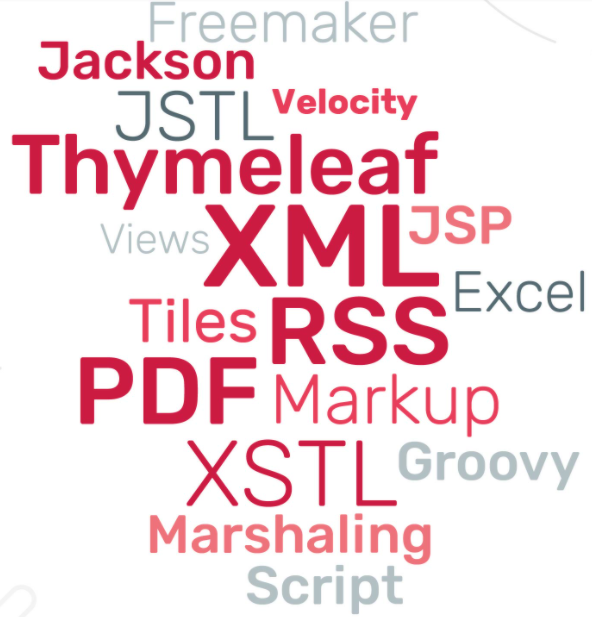 Freemaker
Jackson
JSTL Velocity
Thymeleaf
Views XML JSP
Excel
Tiles RSS
PDF Markup
XSTL Groovy
Marshaling
Script